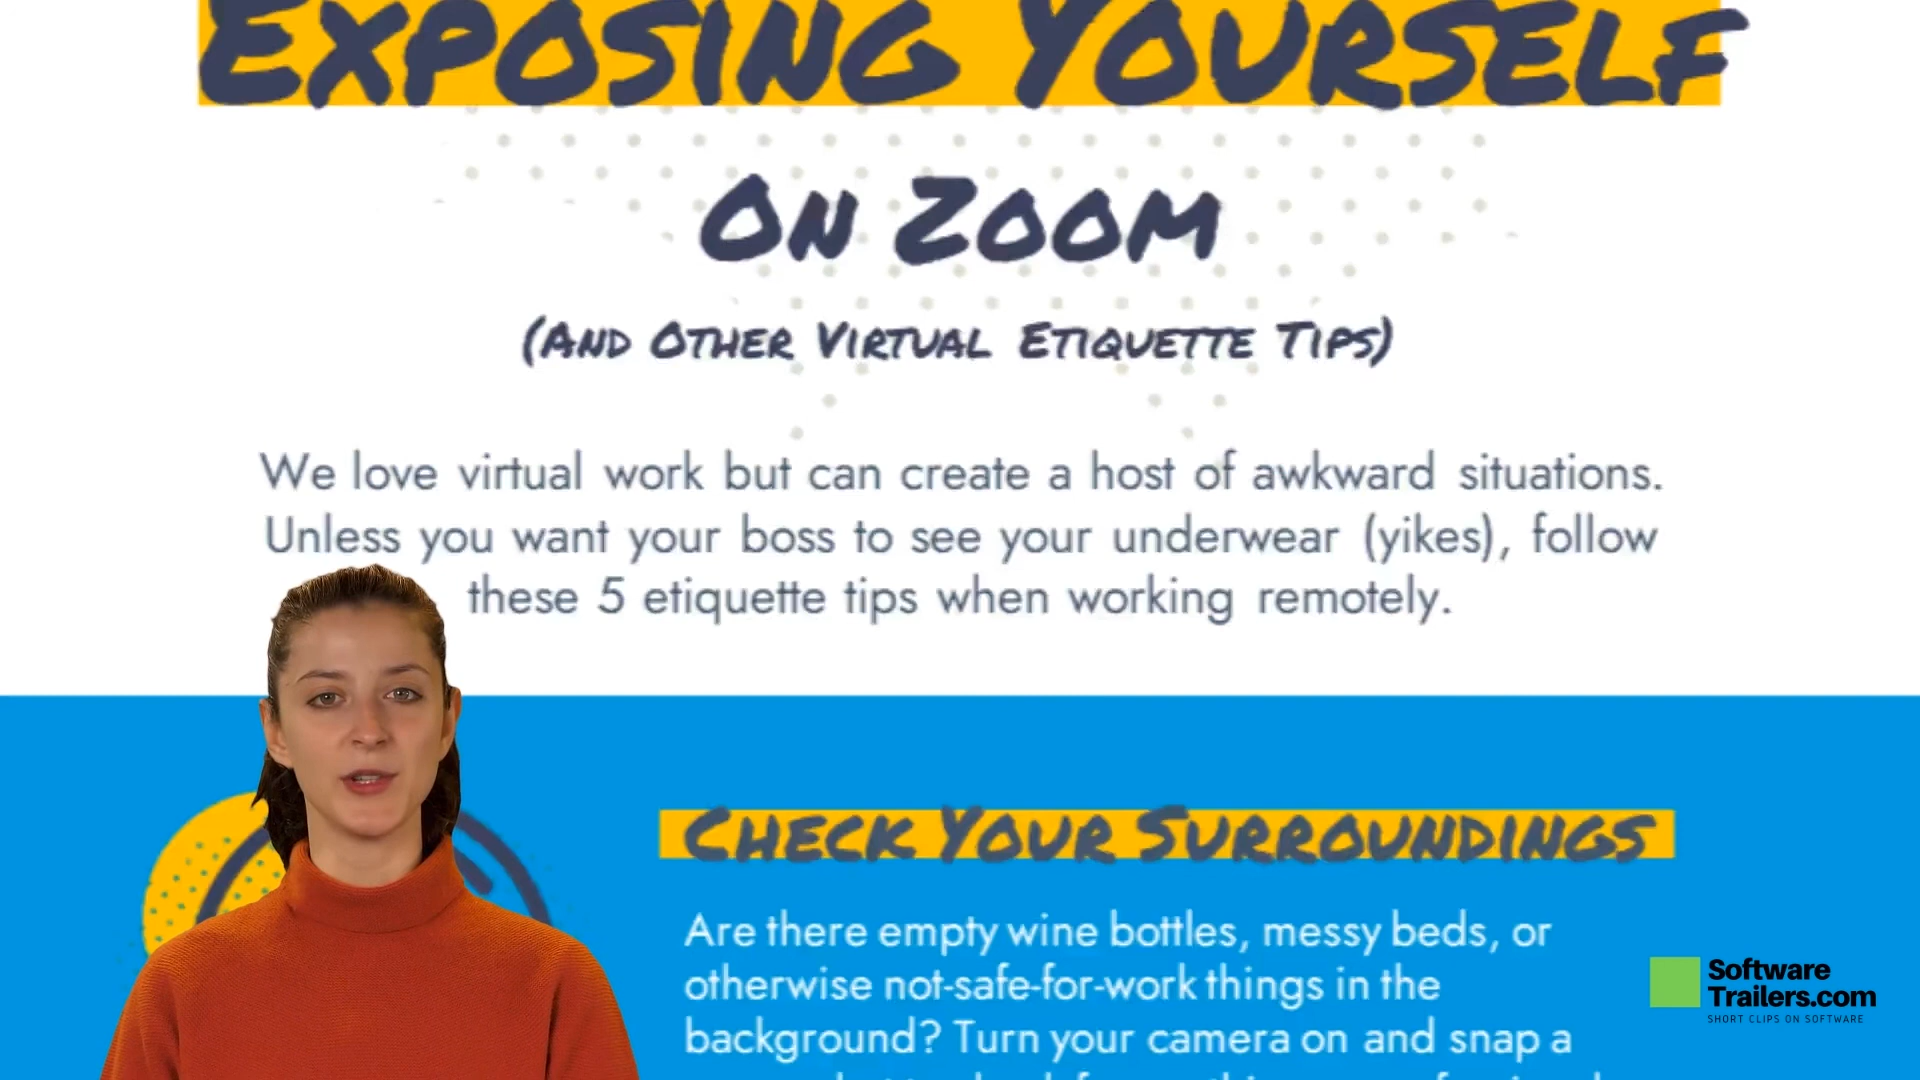 Exposing Yourself
On Zoom
(And Other Virtual Etiquette Tips)
We love virtual work but can create a host of awkward situations.
Unless you want your boss to see your underwear (yikes), follow
these 5 etiquette tips when working remotely.
Check Your Surroundings
Are there empty wine bottles, messy beds, or
otherwise not-safe-for-work things in the
background? Turn your camera on and snap a
Software
Trailers.com
SHORT CLIPS ON SOFTWARE